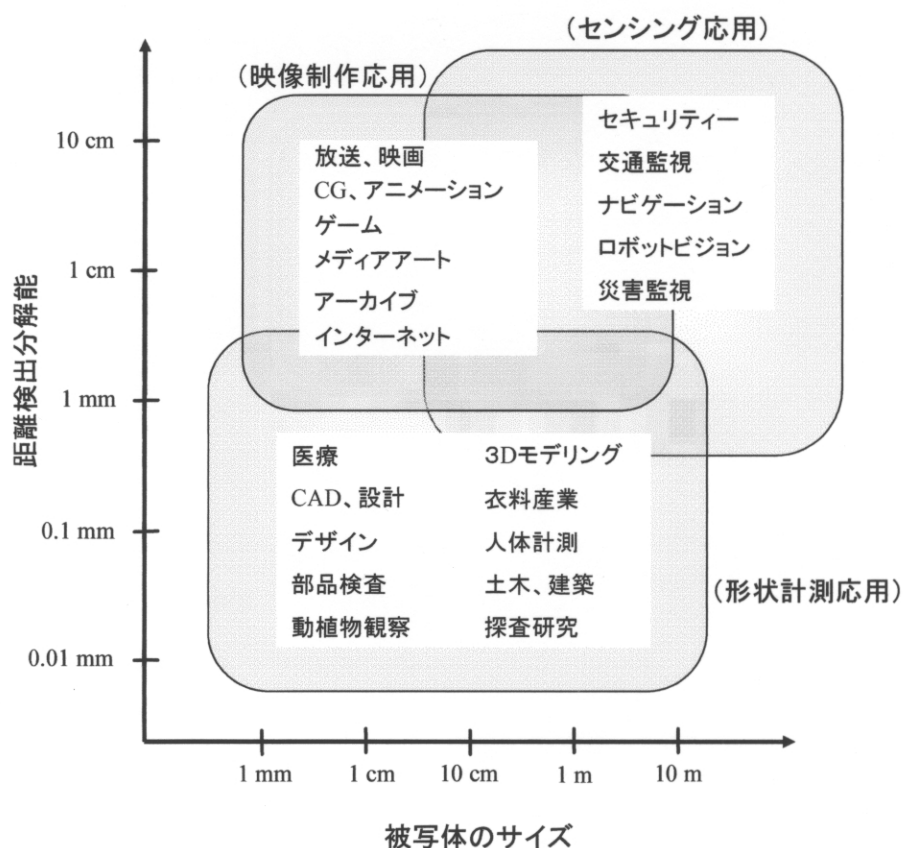 (センシング応用)
(映像制作応用)
セキュリティー
交通監視
ナビゲーション
ロボットビジョン
災害監視
放送、映画
CG、アニメーション
ゲーム
メディアアート
アーカイブ
インターネット
距離検出分解能
10 cm
1 cm
1 mm
0.1 mm
0.01 mm
医療
CAD、設計
デザイン
部品検査
動植物観察
3Dモデリング
衣料産業
人体計測
土木、建築
探査研究
(形状計測応用)
1 mm
1 cm
10 cm
1 m
10 m
被写体のサイズ